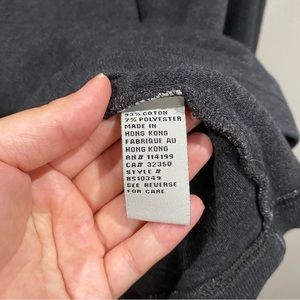 93% COTON
7% POLYESTER
MADE IN
HONG KONG
FABRIQUE AU
HONG KONG
RN# 114199
CA# 32350
STYLE #
BS10349
SEE REVERSE
FOR CARE